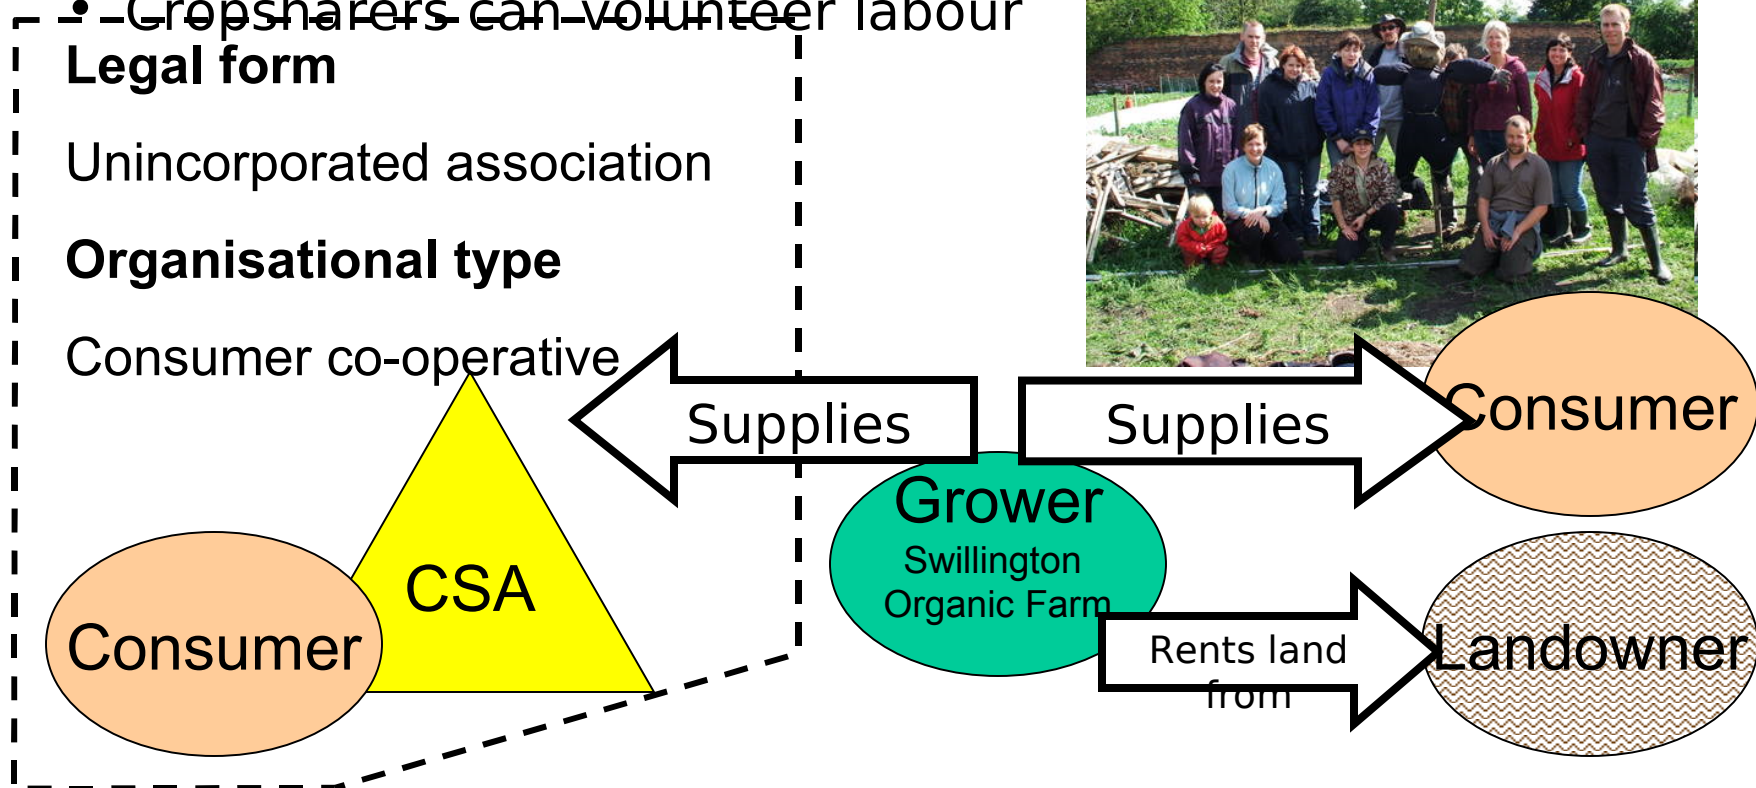 • Cropsharers can volunteer labour
Legal form
Unincorporated association
Organisational type
Consumer co-operative
Supplies
Supplies
Consumer
Grower
Swillington
Organic Farm
CSA
Consumer
Rents land
from
Landowner